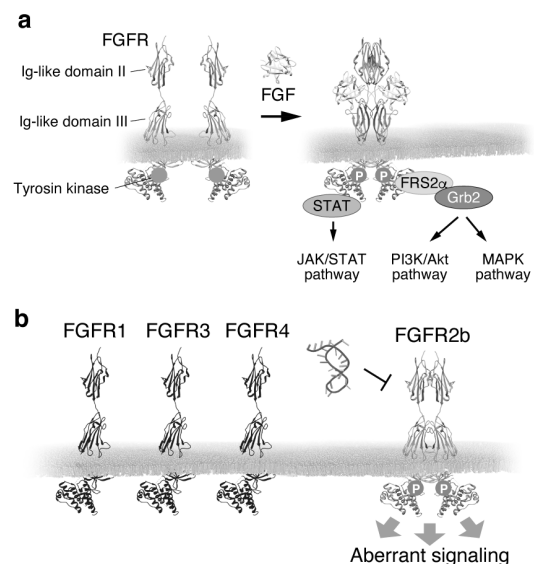 a
FGFR
Ig-like domain II
FGF
Ig-like domain III
Tyrosin kinase
P P
FRS2α
STAT
Grb2
JAK/STAT
pathway
PI3K/Akt
pathway
MAPK
pathway
b
FGFR1 FGFR3 FGFR4
FGFR2b
P P
Aberrant signaling